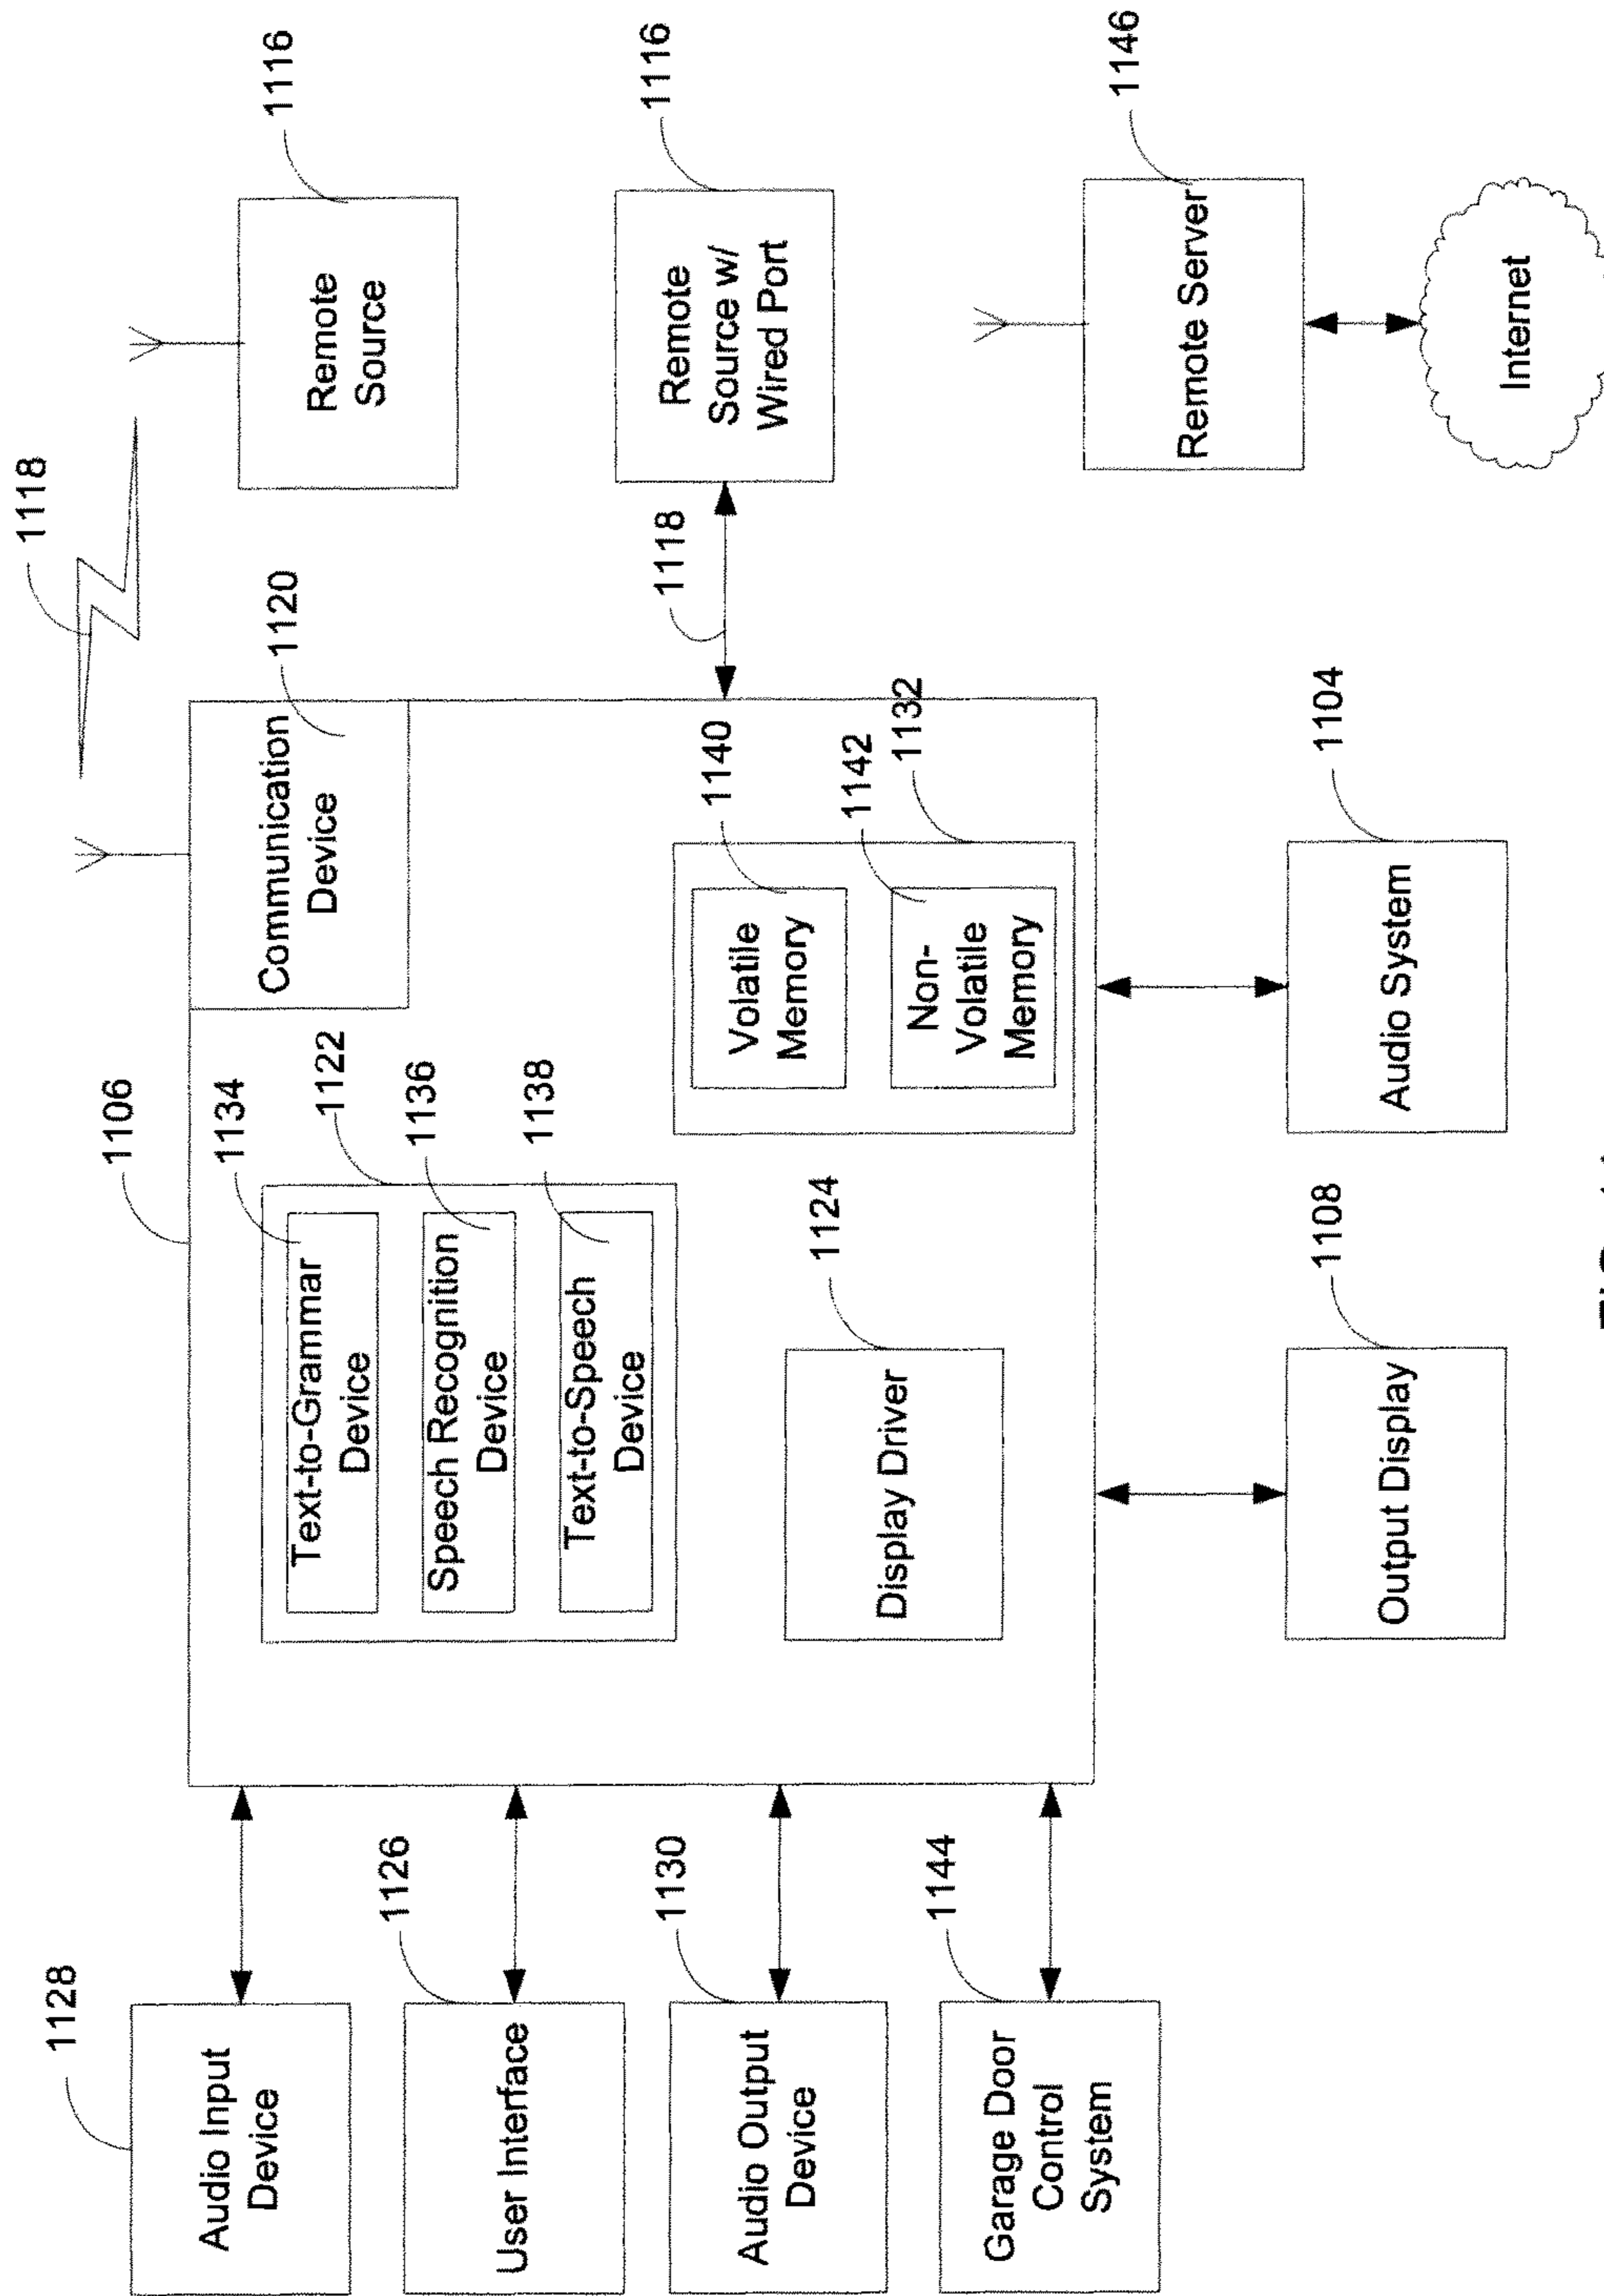 1118
1116
Remote
Source
1120
Communication
Device
1106
1134
1122
1136
1138
Text-to-Grammar
Device
Speech Recognition
Device
Text-to-Speech
Device
1128
Audio Input
Device
1126
User Interface
1130
Audio Output
Device
1144
Garage Door
Control
System
1118
1116
Remote
Source w/
Wired Port
1140
1142
1132
Volatile
Memory
Non-
Volatile
Memory
1124
Display Driver
1108
Output Display
1104
Audio System
1146
Remote Server
Internet